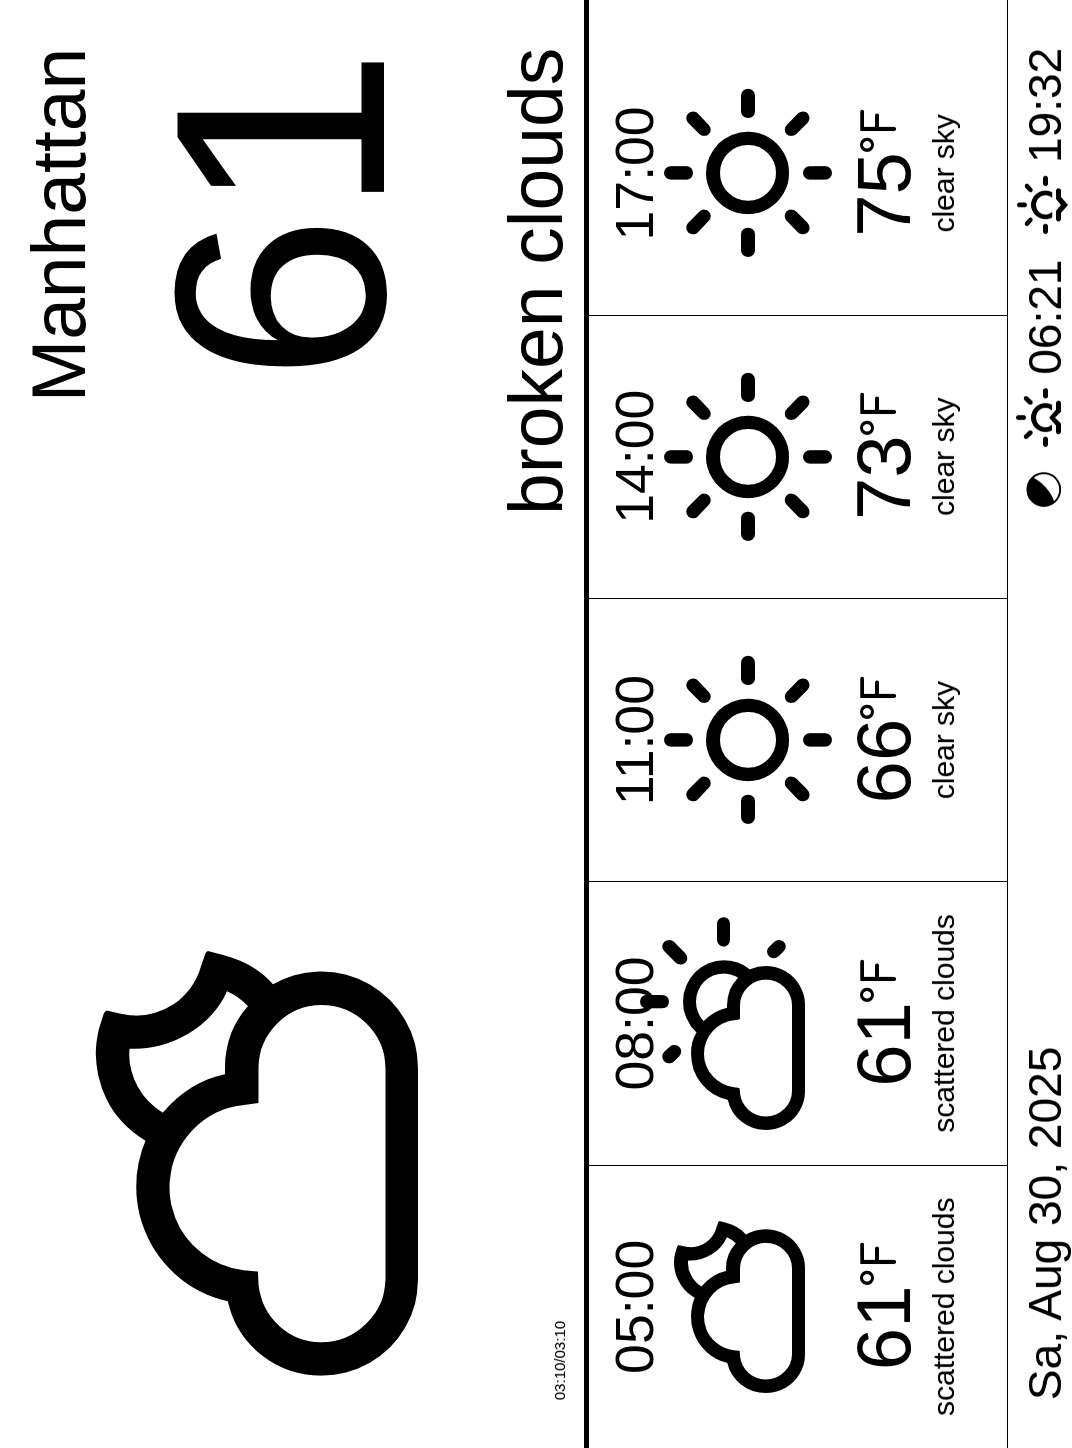 Manhattan
61
broken clouds
03:10/03:10
05:00
61°F
scattered clouds
08:00
61°F
scattered clouds
11:00
66°F
clear sky
14:00
73°F
clear sky
17:00
75°F
clear sky
Sa, Aug 30, 2025
06:21
19:32